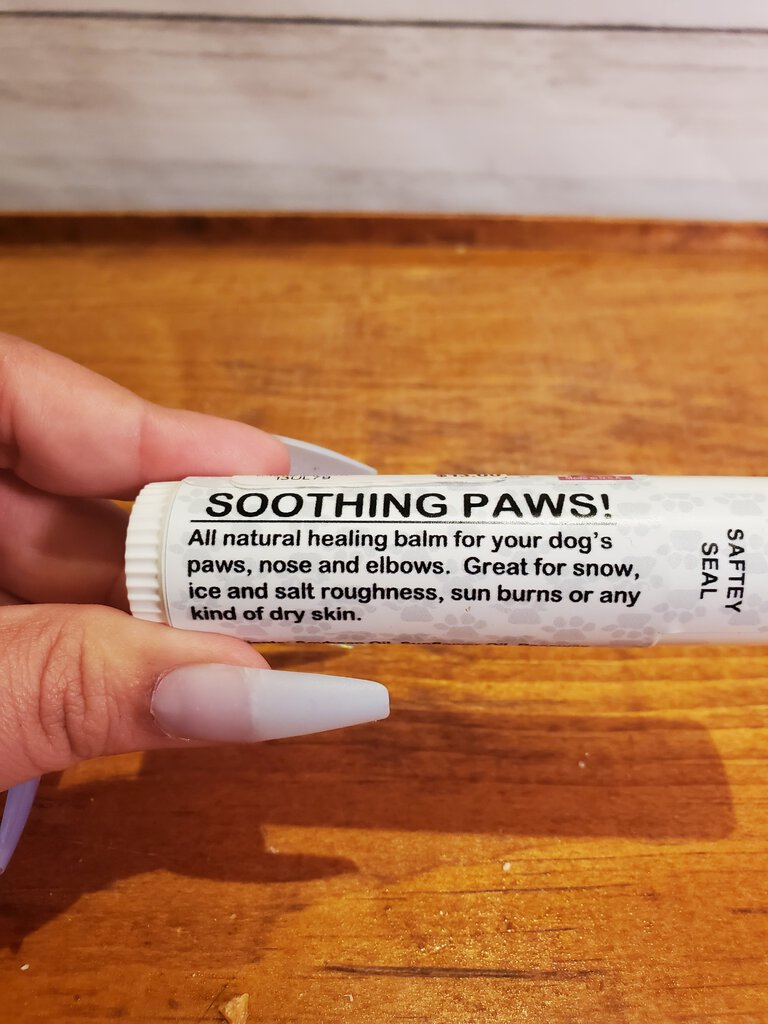 SOOTHING PAWS!
All natural healing balm for your dog's
paws, nose and elbows. Great for snow,
ice and salt roughness, sun burns or any
kind of dry skin.
SAFTEY
SEAL